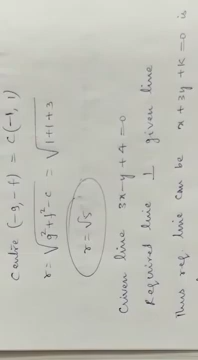 Centre (-g, -f) = C(-1, 1)
r = √g²+f²-c = √1+1+3
r = √5
Given line 3x-y+4=0
Required line ⊥ given line
Thus req line can be x+3y+k=0 is